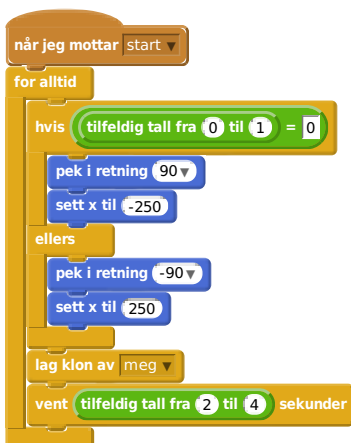 når jeg mottar start
for alltid
hvis tilfeldig tall fra 0 til 1 = 0
pek i retning 90
sett x til -250
ellers
pek i retning -90
sett x til 250
lag klon av meg
vent tilfeldig tall fra 2 til 4 sekunder